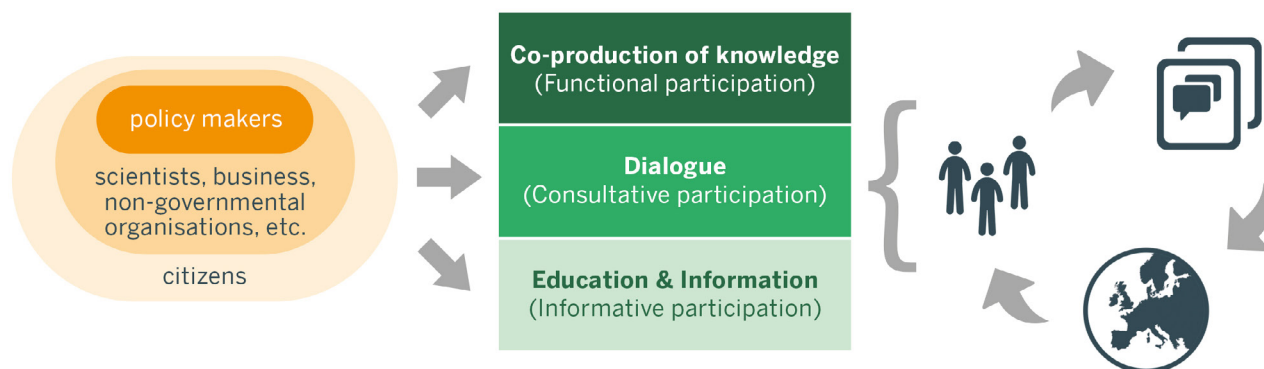 policy makers
scientists, business,
non-governmental
organisations, etc.
citizens
Co-production of knowledge
(Functional participation)
Dialogue
(Consultative participation)
Education & Information
(Informative participation)